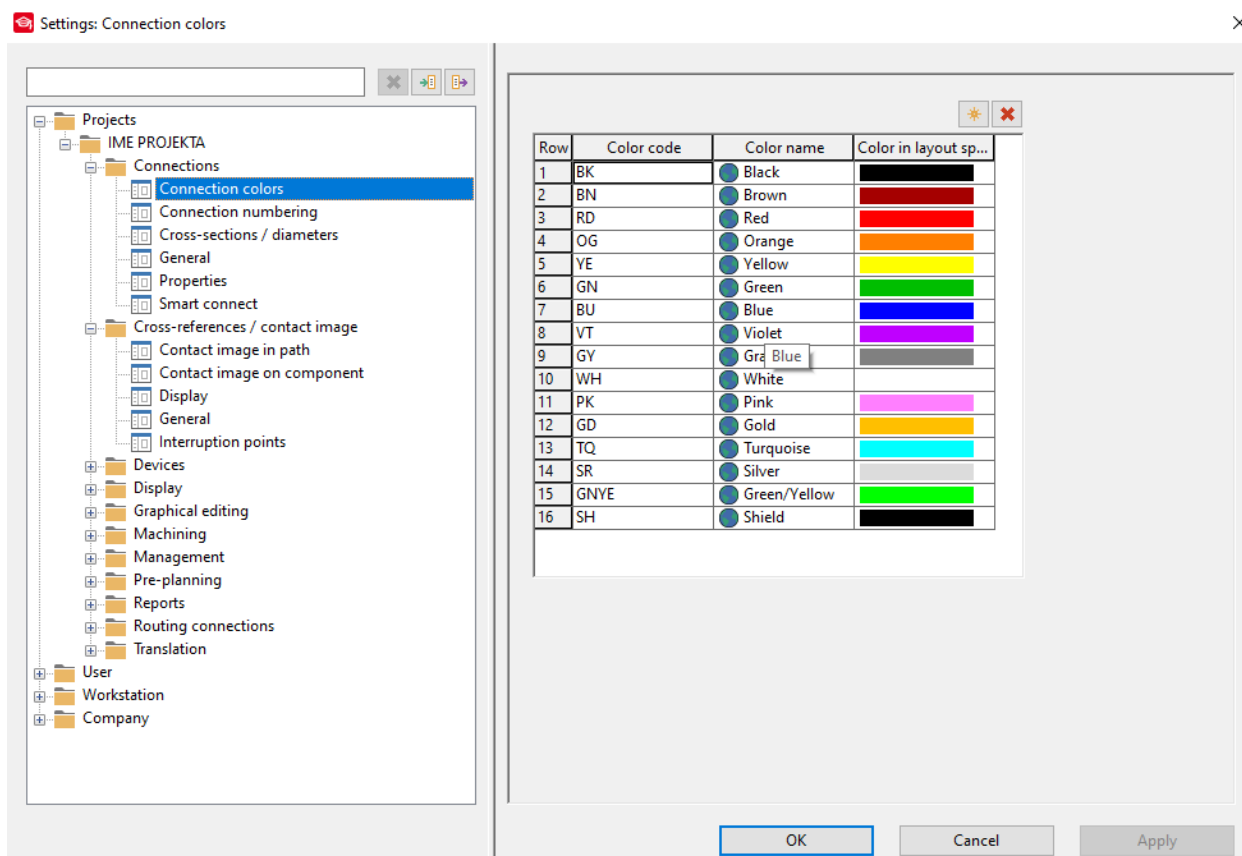 Settings: Connection colors
Projects
IME PROJEKTA
Connections
Connection colors
Connection numbering
Cross-sections / diameters
General
Properties
Smart connect
Cross-references / contact image
Contact image in path
Contact image on component
Display
General
Interruption points
Devices
Display
Graphical editing
Machining
Management
Pre-planning
Reports
Routing connections
Translation
User
Workstation
Company
Row Color code Color name Color in layout sp...
1 BK Black
2 BN Brown
3 RD Red
4 OG Orange
5 YE Yellow
6 GN Green
7 BU Blue
8 VT Violet
9 GY Gra Blue
10 WH White
11 PK Pink
12 GD Gold
13 TQ Turquoise
14 SR Silver
15 GNYE Green/Yellow
16 SH Shield
OK Cancel Apply